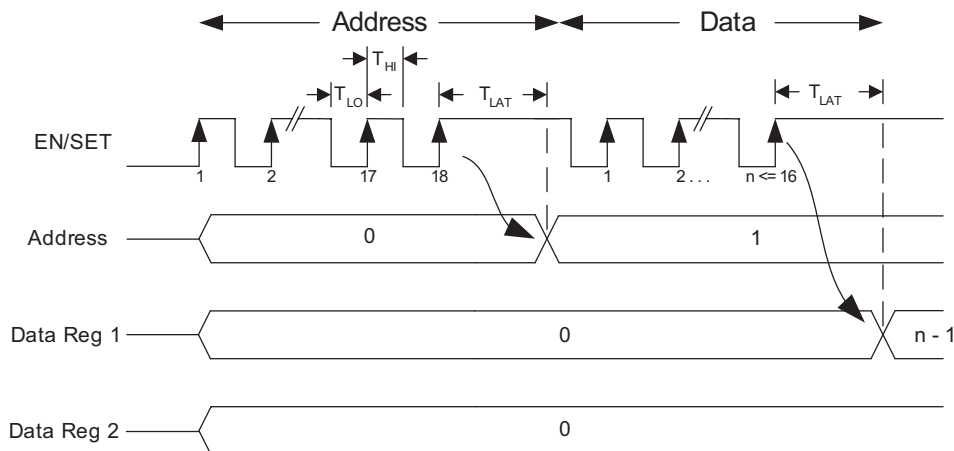 Address Data
T_HI
T_LO T_LAT T_LAT
EN/SET
1 2 17 18 1 2 . . . n <= 16
Address 0 1
Data Reg 1 0 n - 1
Data Reg 2 0